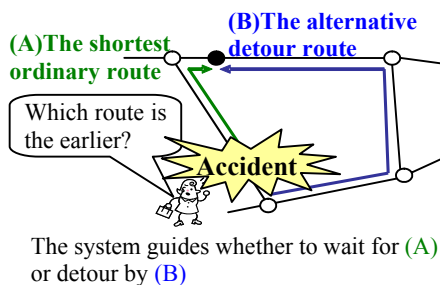 (A)The shortest
ordinary route
(B)The alternative
detour route
Which route is
the earlier?
Accident
The system guides whether to wait for (A)
or detour by (B)